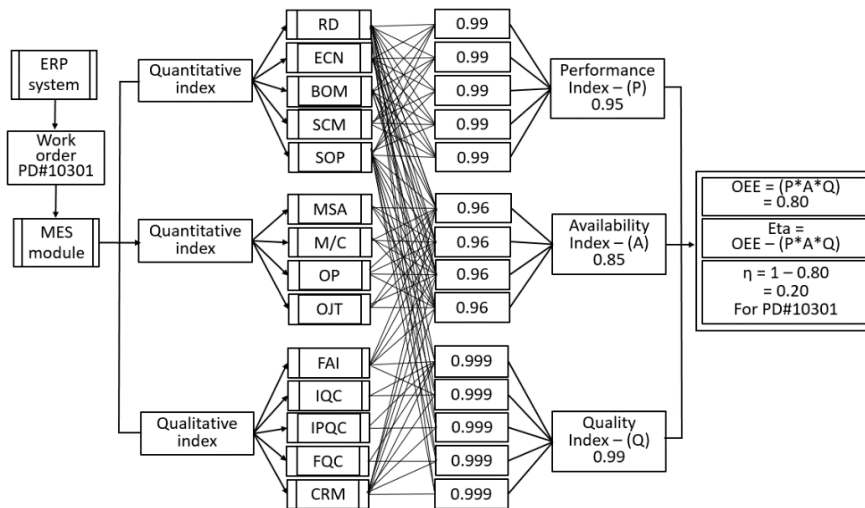 ERP
system
Work
order
PD#10301
MES
module
Quantitative
index
Quantitative
index
Qualitative
index
RD
ECN
BOM
SCM
SOP
MSA
M/C
OP
OJT
FAI
IQC
IPQC
FQC
CRM
0.99
0.99
0.99
0.99
0.99
0.96
0.96
0.96
0.96
0.999
0.999
0.999
0.999
0.999
Performance
Index – (P)
0.95
Availability
Index – (A)
0.85
Quality
Index – (Q)
0.99
OEE = (P*A*Q)
= 0.80
Eta =
OEE – (P*A*Q)
η = 1 – 0.80
= 0.20
For PD#10301